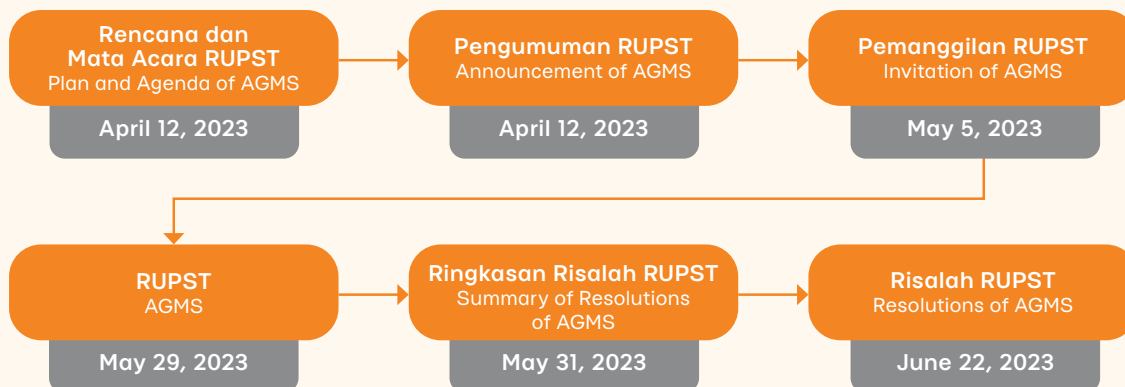 Rencana dan
Mata Acara RUPST
Plan and Agenda of AGMS
April 12, 2023
Pengumuman RUPST
Announcement of AGMS
April 12, 2023
Pemanggilan RUPST
Invitation of AGMS
May 5, 2023
RUPST
AGMS
May 29, 2023
Ringkasan Risalah RUPST
Summary of Resolutions
of AGMS
May 31, 2023
Risalah RUPST
Resolutions of AGMS
June 22, 2023